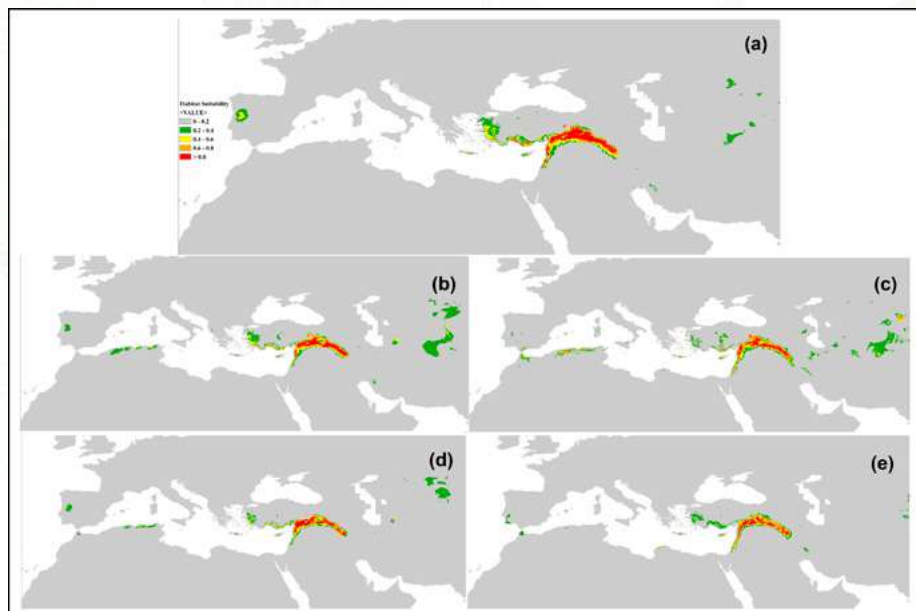 (a)
Habitat Suitability
<VALUE>
0 - 0.2
0.2 - 0.4
0.4 - 0.6
0.6 - 0.8
> 0.8
(b)
(c)
(d)
(e)